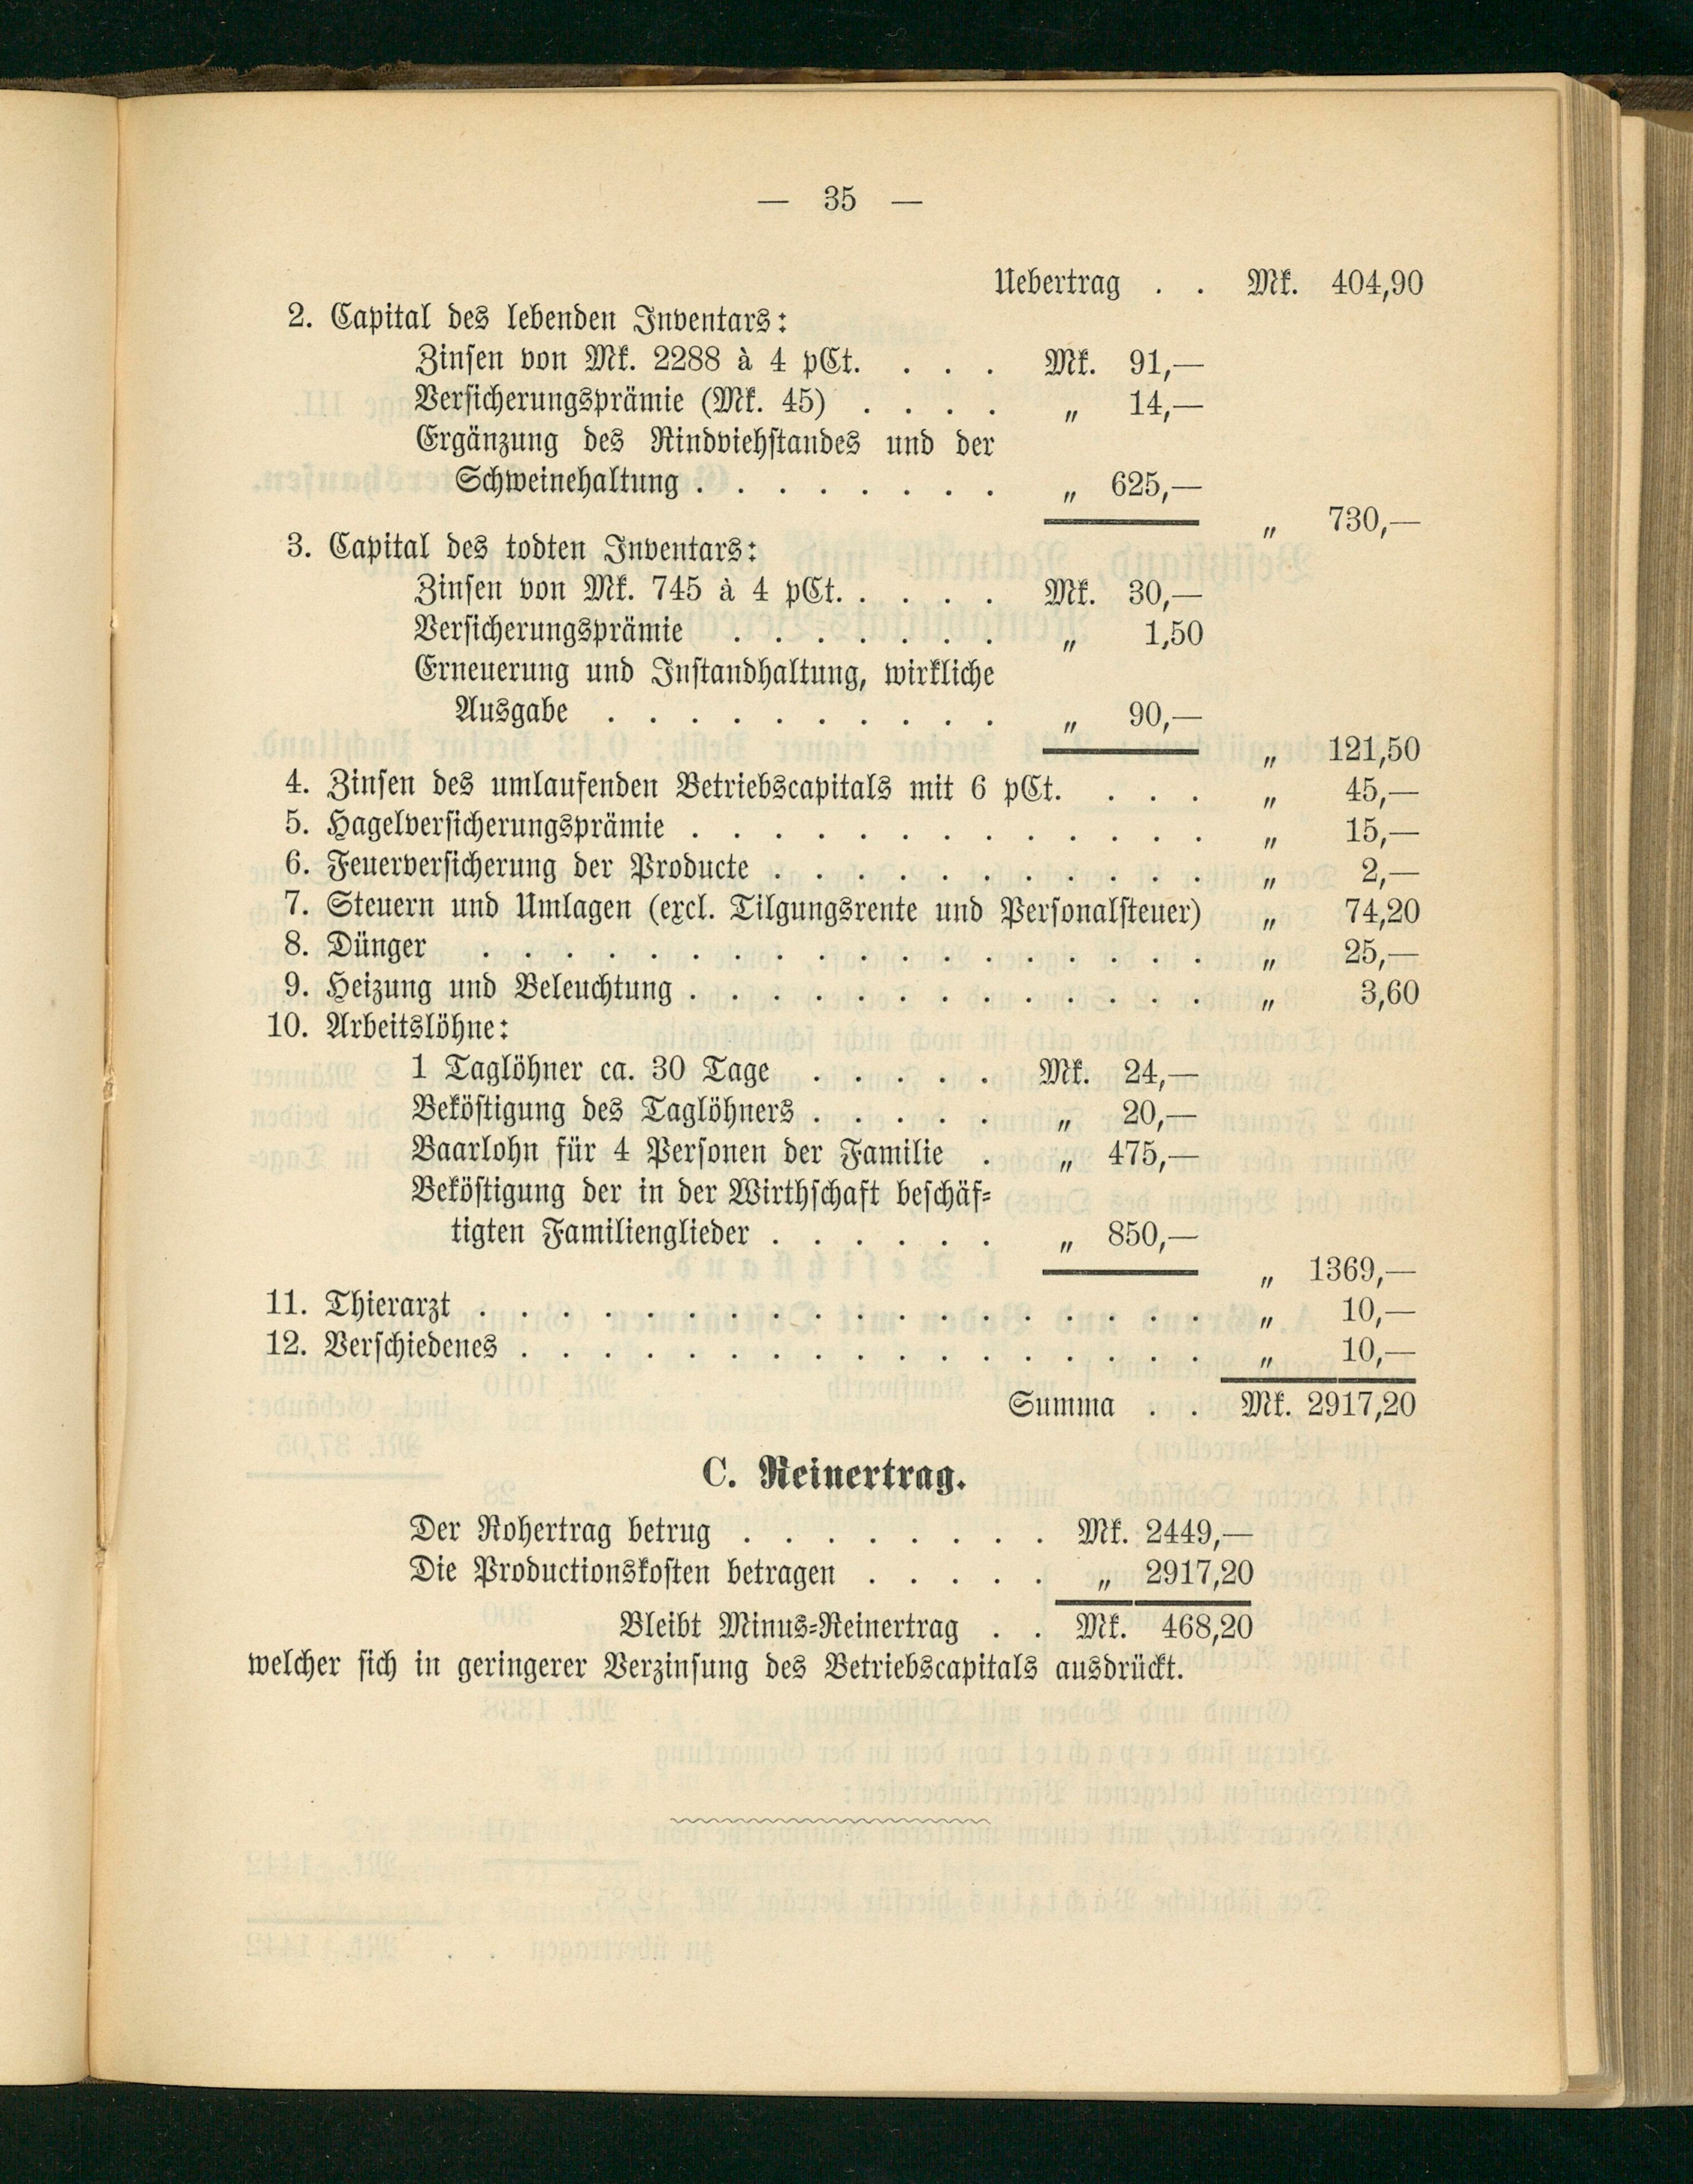 — 35 —
Uebertrag . . Mk. 404,90
2. Capital des lebenden Inventars:
Zinsen von Mk. 2288 à 4 pCt. . . . Mk. 91,—
Versicherungsprämie (Mk. 45) . . . . „ 14,—
Ergänzung des Rindviehstandes und der
Schweinehaltung . . . . . . . . „ 625,—
„ 730,—
3. Capital des todten Inventars:
Zinsen von Mk. 745 à 4 pCt. . . . . Mk. 30,—
Versicherungsprämie . . . . . . . „ 1,50
Erneuerung und Instandhaltung, wirkliche
Ausgabe . . . . . . . . . . „ 90,—
„ 121,50
4. Zinsen des umlaufenden Betriebscapitals mit 6 pCt. . . . „ 45,—
5. Hagelversicherungsprämie . . . . . . . . . . . . . „ 15,—
6. Feuerversicherung der Producte . . . . . . . . . . . „ 2,—
7. Steuern und Umlagen (excl. Tilgungsrente und Personalsteuer) „ 74,20
8. Dünger . . . . . . . . . . . . . . . . . . „ 25,—
9. Heizung und Beleuchtung . . . . . . . . . . . . . „ 3,60
10. Arbeitslöhne:
1 Taglöhner ca. 30 Tage . . . . . Mk. 24,—
Beköstigung des Taglöhners . . . . . „ 20,—
Baarlohn für 4 Personen der Familie . „ 475,—
Beköstigung der in der Wirthschaft beschäf-
tigten Familienglieder . . . . . . „ 850,—
„ 1369,—
11. Thierarzt . . . . . . . . . . . . . . . . . . „ 10,—
12. Verschiedenes . . . . . . . . . . . . . . . . . „ 10,—
Summa . . Mk. 2917,20
C. Reinertrag.
Der Rohertrag betrug . . . . . . . . Mk. 2449,—
Die Productionskosten betragen . . . . . „ 2917,20
Bleibt Minus-Reinertrag . . Mk. 468,20
welcher sich in geringerer Verzinsung des Betriebscapitals ausdrückt.